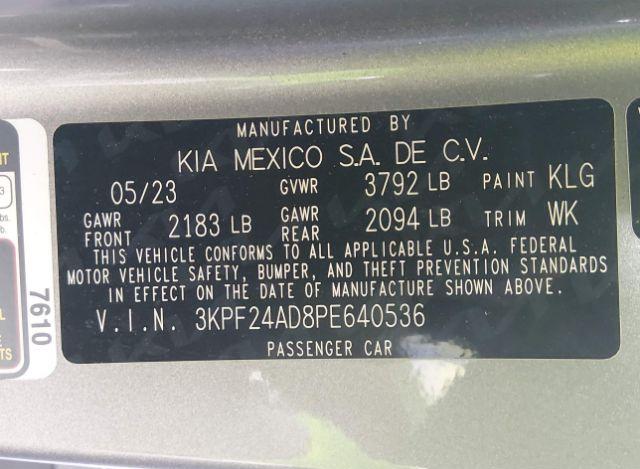 MANUFACTURED BY
KIA MEXICO S.A. DE C.V.
05/23 GVWR 3792 LB PAINT KLG
GAWR FRONT 2183 LB GAWR REAR 2094 LB TRIM WK
THIS VEHICLE CONFORMS TO ALL APPLICABLE U.S.A. FEDERAL
MOTOR VEHICLE SAFETY, BUMPER, AND THEFT PREVENTION STANDARDS
IN EFFECT ON THE DATE OF MANUFACTURE SHOWN ABOVE.
V.I.N. 3KPF24AD8PE640536
PASSENGER CAR
7610